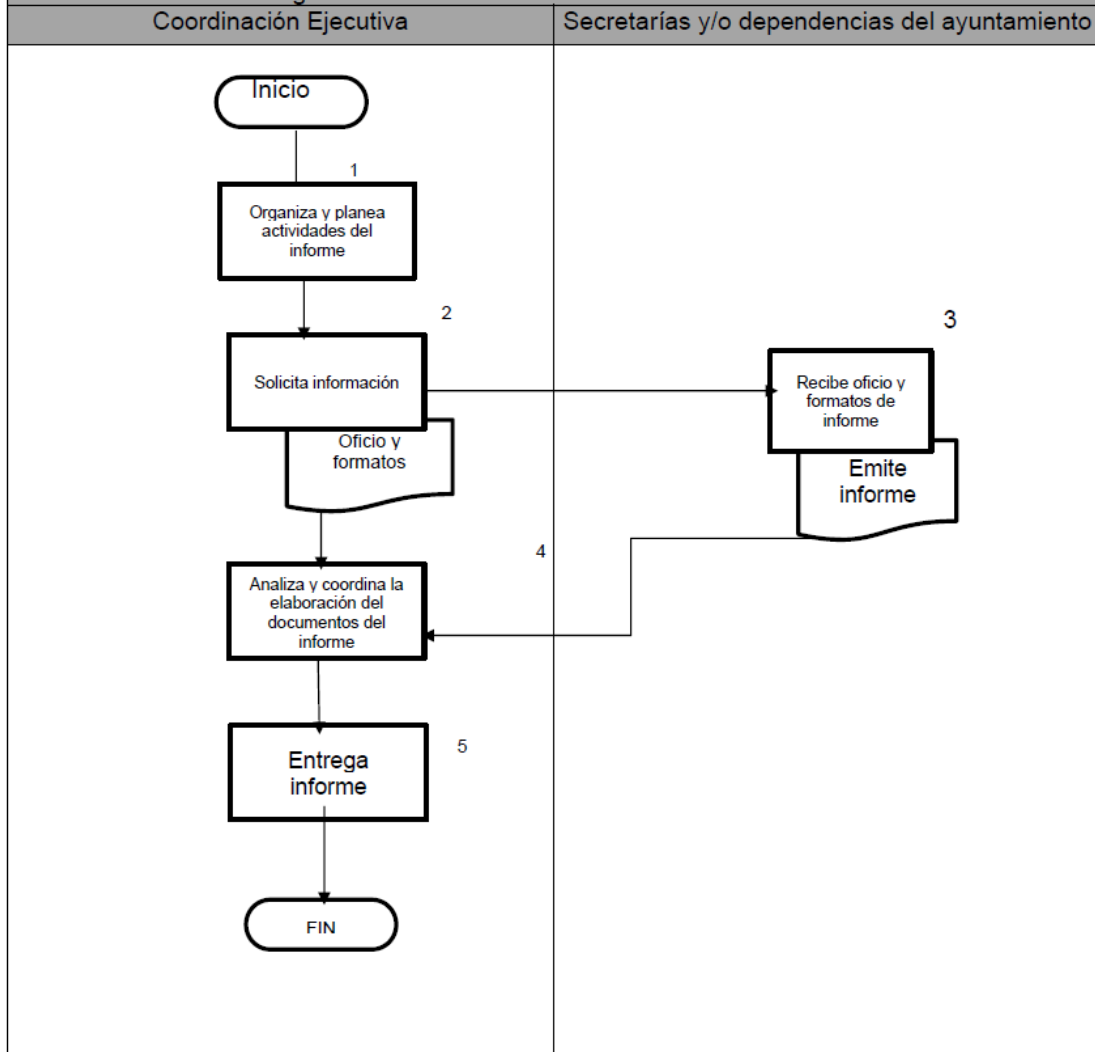 Coordinación Ejecutiva
Secretarías y/o dependencias del ayuntamiento
Inicio
1
Organiza y planea
actividades del
informe
2
Solicita información
Oficio y
formatos
3
Recibe oficio y
formatos de
informe
Emite
informe
4
Analiza y coordina la
elaboración del
documentos del
informe
5
Entrega
informe
FIN